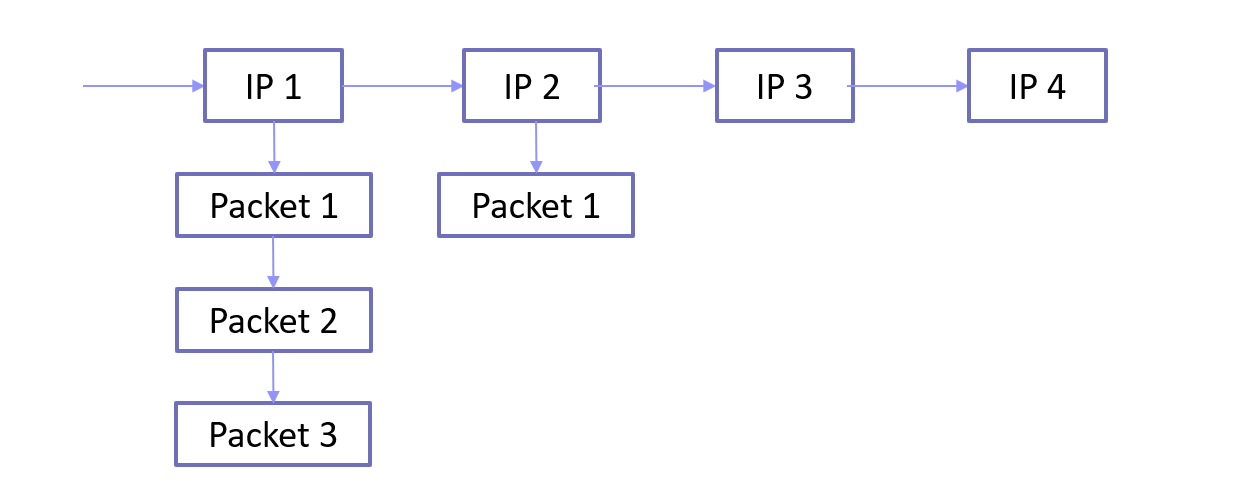 IP 1
IP 2
IP 3
IP 4
Packet 1
Packet 1
Packet 2
Packet 3